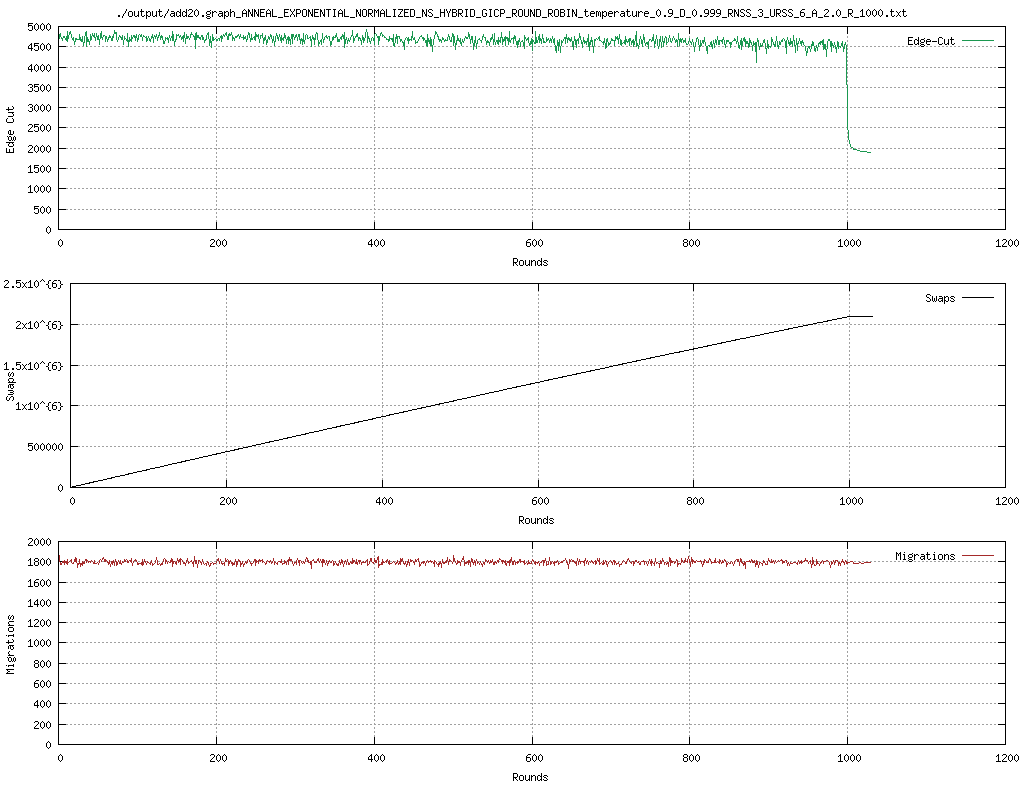 ./output/add20.graph_ANNEAL_EXPONENTIAL_NORMALIZED_NS_HYBRID_GICP_ROUND_ROBIN_temperature_0.9_D_0.999_RNSS_3_URSS_6_A_2.0_R_1000.txt
Edge-Cut
5000
4500
4000
3500
3000
2500
2000
1500
1000
500
0
Edge Cut
0 200 400 600 800 1000 1200
Rounds
Swaps
2.5x10^{6}
2x10^{6}
1.5x10^{6}
1x10^{6}
500000
0
Swaps
0 200 400 600 800 1000 1200
Rounds
Migrations
2000
1800
1600
1400
1200
1000
800
600
400
200
0
Migrations
0 200 400 600 800 1000 1200
Rounds